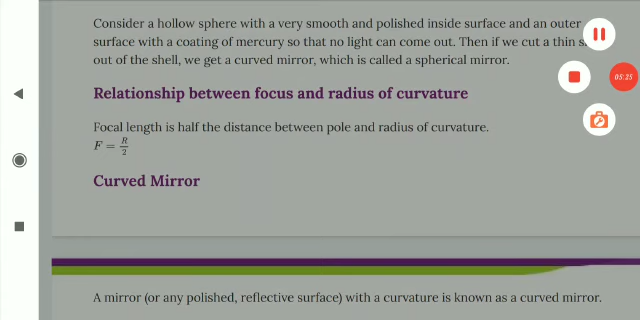 Consider a hollow sphere with a very smooth and polished inside surface and an outer
surface with a coating of mercury so that no light can come out. Then if we cut a thin
out of the shell, we get a curved mirror, which is called a spherical mirror.
Relationship between focus and radius of curvature
Focal length is half the distance between pole and radius of curvature.
F = R/2
Curved Mirror
A mirror (or any polished, reflective surface) with a curvature is known as a curved mirror.
05:25